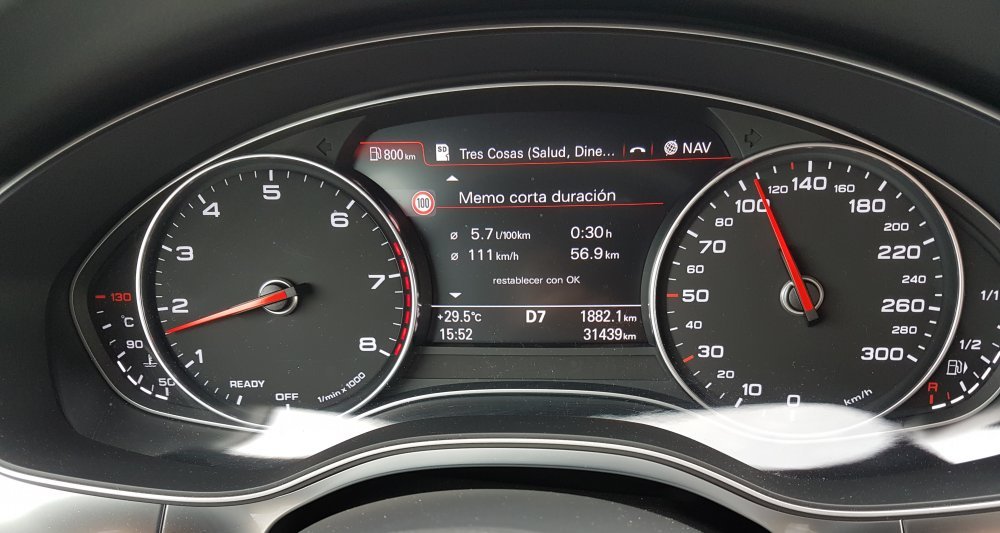 800 km
SD
Tres Cosas (Salud, Dine...
NAV
100
Memo corta duración
ø 5.7 l/100km 0:30 h
ø 111 km/h 56.9 km
restablecer con OK
+29.5°C D7 1882.1 km
15:52 31439 km
OFF
READY
1
2
3
4
5
6
7
8
1/min x 1000
130
°C
90
50
0
10
20
30
40
50
60
70
80
100
120
140
160
180
200
220
240
260
280
300
km/h
1/1
1/2
R